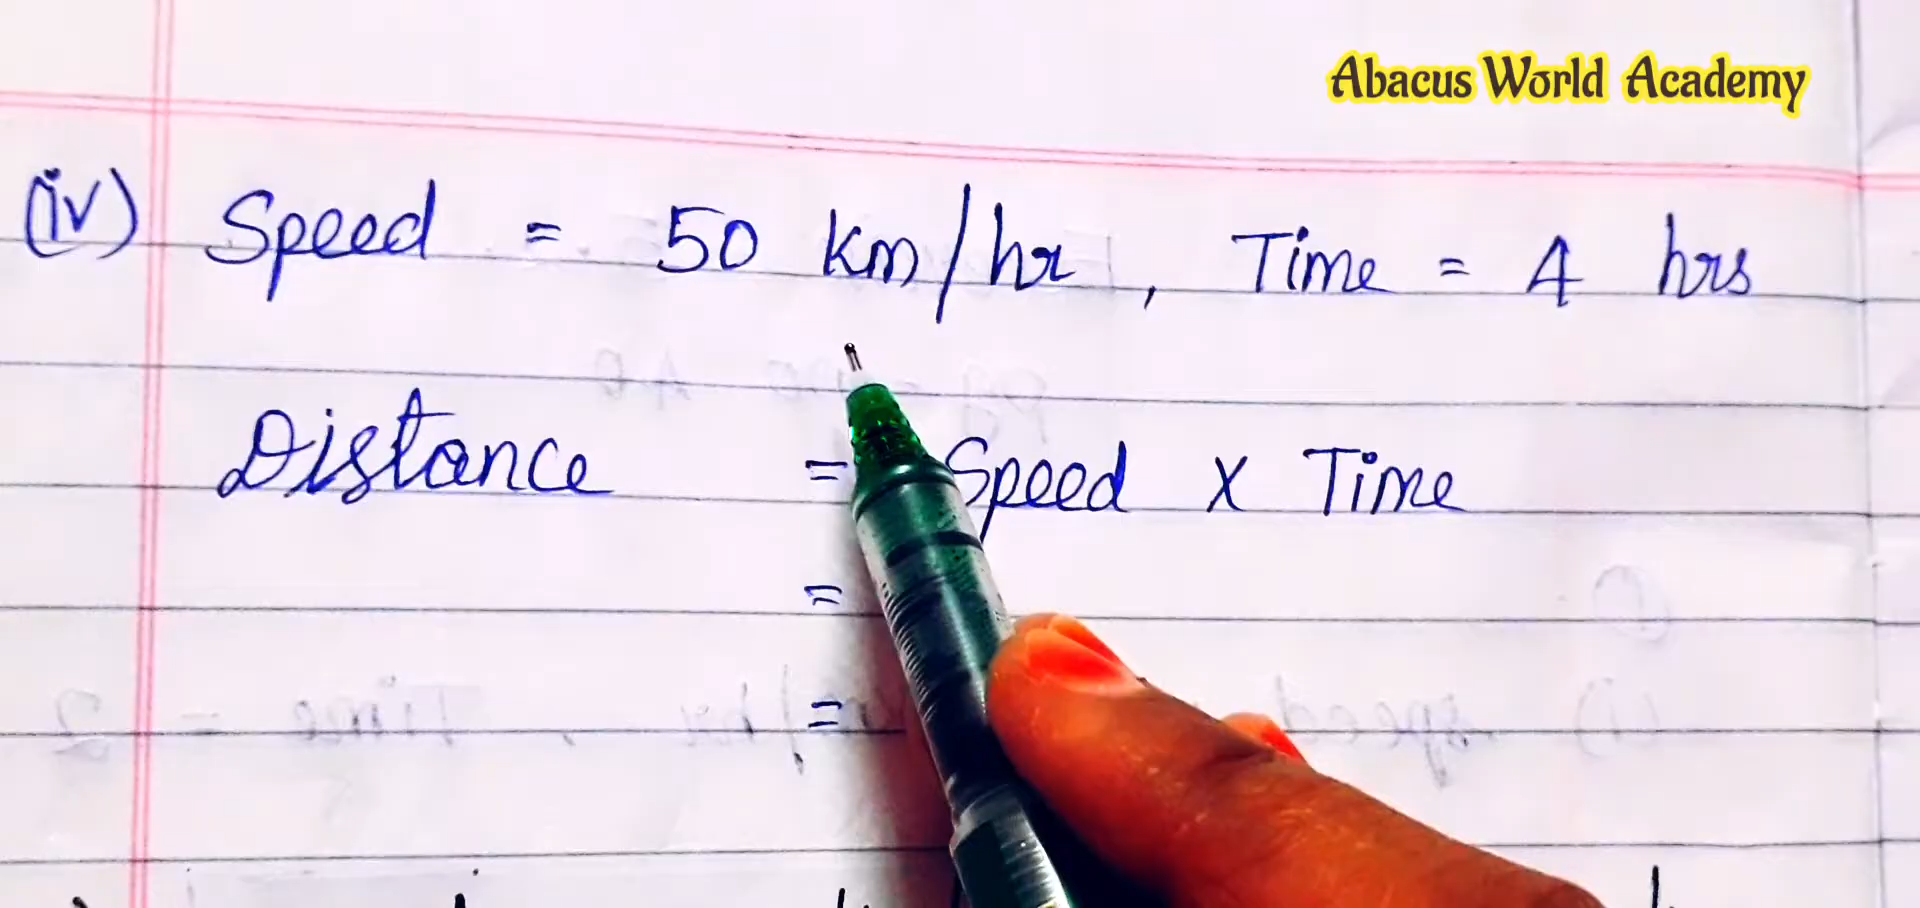 Abacus World Academy
(iv) Speed = 50 km/hr, Time = 4 hrs
Distance = Speed x Time
=
=